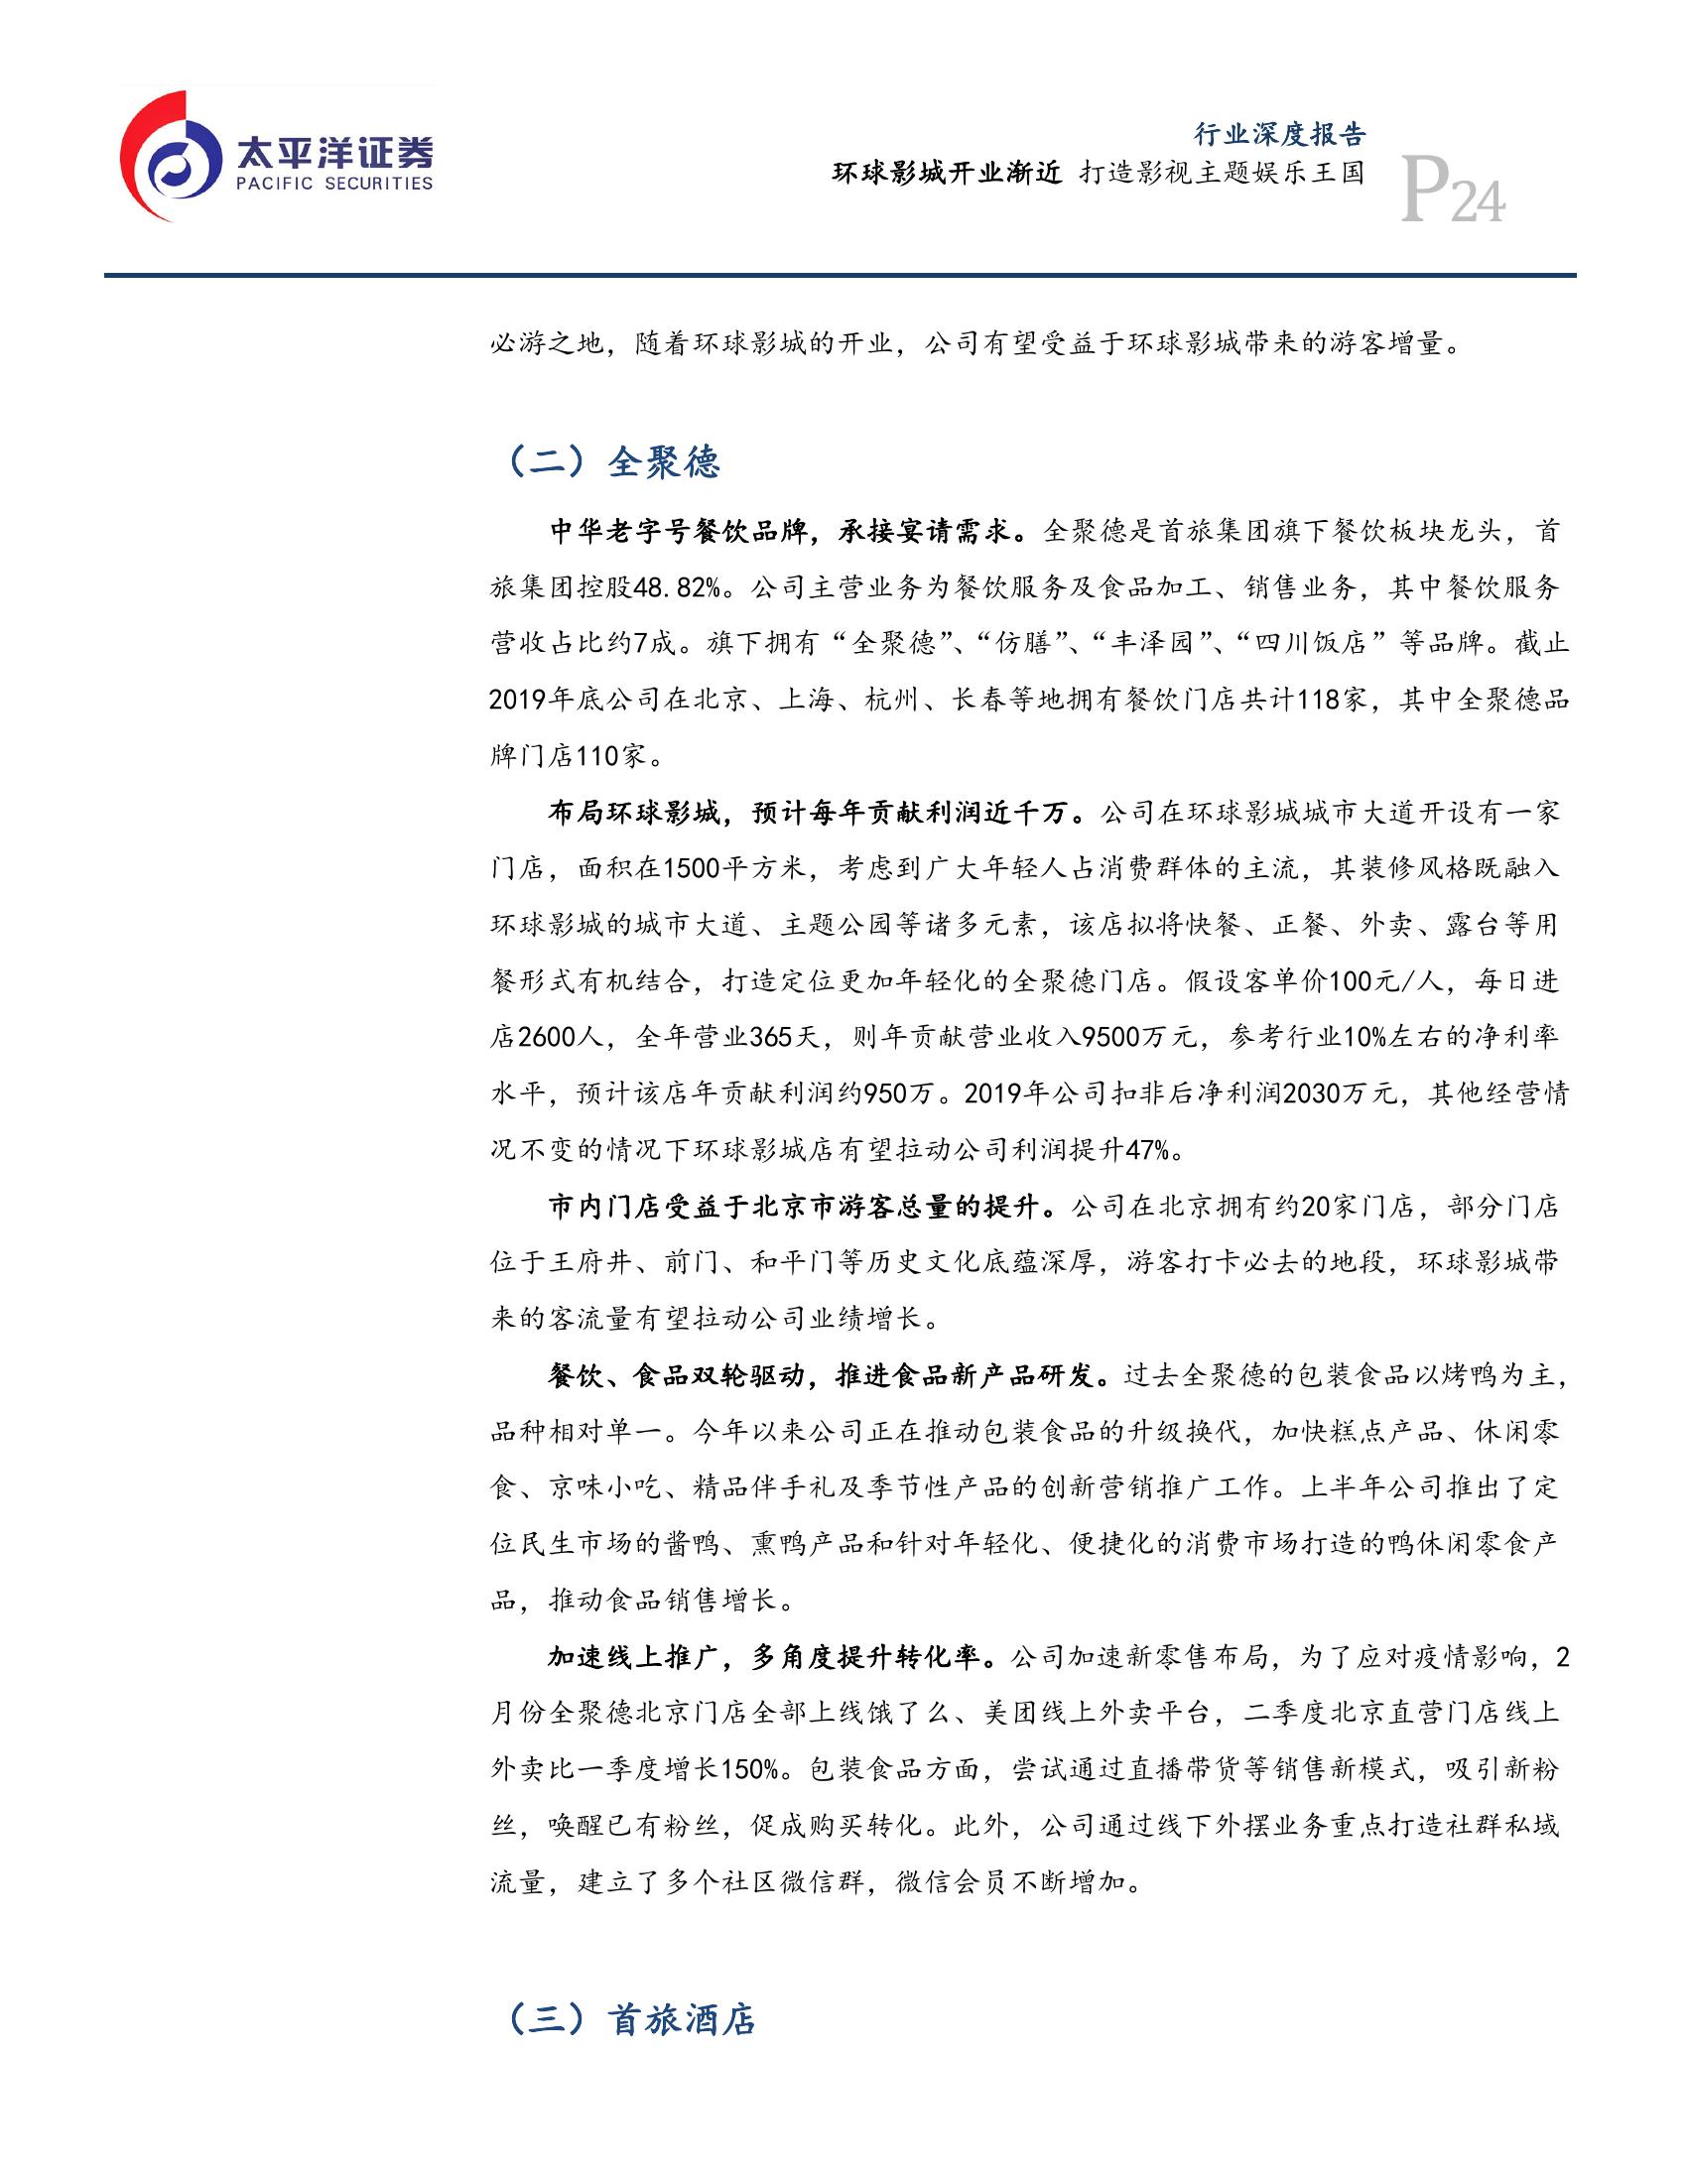 太平洋证券
PACIFIC SECURITIES
行业深度报告
环球影城开业渐近 打造影视主题娱乐王国
P24
必游之地，随着环球影城的开业，公司有望受益于环球影城带来的游客增量。
（二）全聚德
中华老字号餐饮品牌，承接宴请需求。全聚德是首旅集团旗下餐饮板块龙头，首
旅集团控股48.82%。公司主营业务为餐饮服务及食品加工、销售业务，其中餐饮服务
营收占比约7成。旗下拥有“全聚德”、“仿膳”、“丰泽园”、“四川饭店”等品牌。截止
2019年底公司在北京、上海、杭州、长春等地拥有餐饮门店共计118家，其中全聚德品
牌门店110家。
布局环球影城，预计每年贡献利润近千万。公司在环球影城城市大道开设有一家
门店，面积在1500平方米，考虑到广大年轻人占消费群体的主流，其装修风格既融入
环球影城的城市大道、主题公园等诸多元素，该店拟将快餐、正餐、外卖、露台等用
餐形式有机结合，打造定位更加年轻化的全聚德门店。假设客单价100元/人，每日进
店2600人，全年营业365天，则年贡献营业收入9500万元，参考行业10%左右的净利率
水平，预计该店年贡献利润约950万。2019年公司扣非后净利润2030万元，其他经营情
况不变的情况下环球影城店有望拉动公司利润提升47%。
市内门店受益于北京市游客总量的提升。公司在北京拥有约20家门店，部分门店
位于王府井、前门、和平门等历史文化底蕴深厚，游客打卡必去的地段，环球影城带
来的客流量有望拉动公司业绩增长。
餐饮、食品双轮驱动，推进食品新产品研发。过去全聚德的包装食品以烤鸭为主，
品种相对单一。今年以来公司正在推动包装食品的升级换代，加快糕点产品、休闲零
食、京味小吃、精品伴手礼及季节性产品的创新营销推广工作。上半年公司推出了定
位民生市场的酱鸭、熏鸭产品和针对年轻化、便捷化的消费市场打造的鸭休闲零食产
品，推动食品销售增长。
加速线上推广，多角度提升转化率。公司加速新零售布局，为了应对疫情影响，2
月份全聚德北京门店全部上线饿了么、美团线上外卖平台，二季度北京直营门店线上
外卖比一季度增长150%。包装食品方面，尝试通过直播带货等销售新模式，吸引新粉
丝，唤醒已有粉丝，促成购买转化。此外，公司通过线下外摆业务重点打造社群私域
流量，建立了多个社区微信群，微信会员不断增加。
（三）首旅酒店